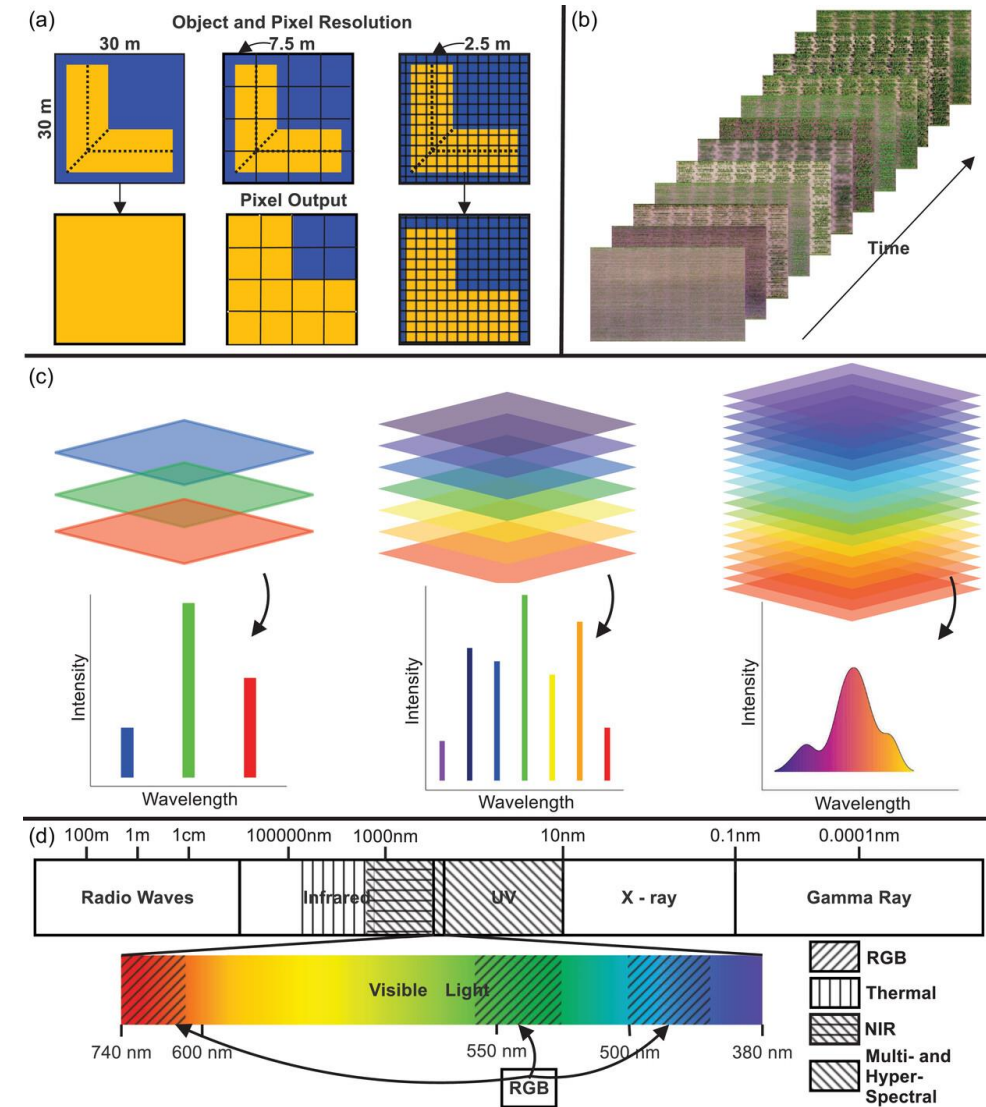 (a)
Object and Pixel Resolution
30 m
7.5 m
2.5 m
30 m
Pixel Output
(b)
Time
(c)
Intensity
Wavelength
Intensity
Wavelength
Intensity
Wavelength
(d)
100m 1m 1cm 100000nm 1000nm 10nm 0.1nm 0.0001nm
Radio Waves Infrared UV X - ray Gamma Ray
Visible Light
740 nm 600 nm 550 nm 500 nm 380 nm
RGB
RGB
Thermal
NIR
Multi- and
Hyper-
Spectral